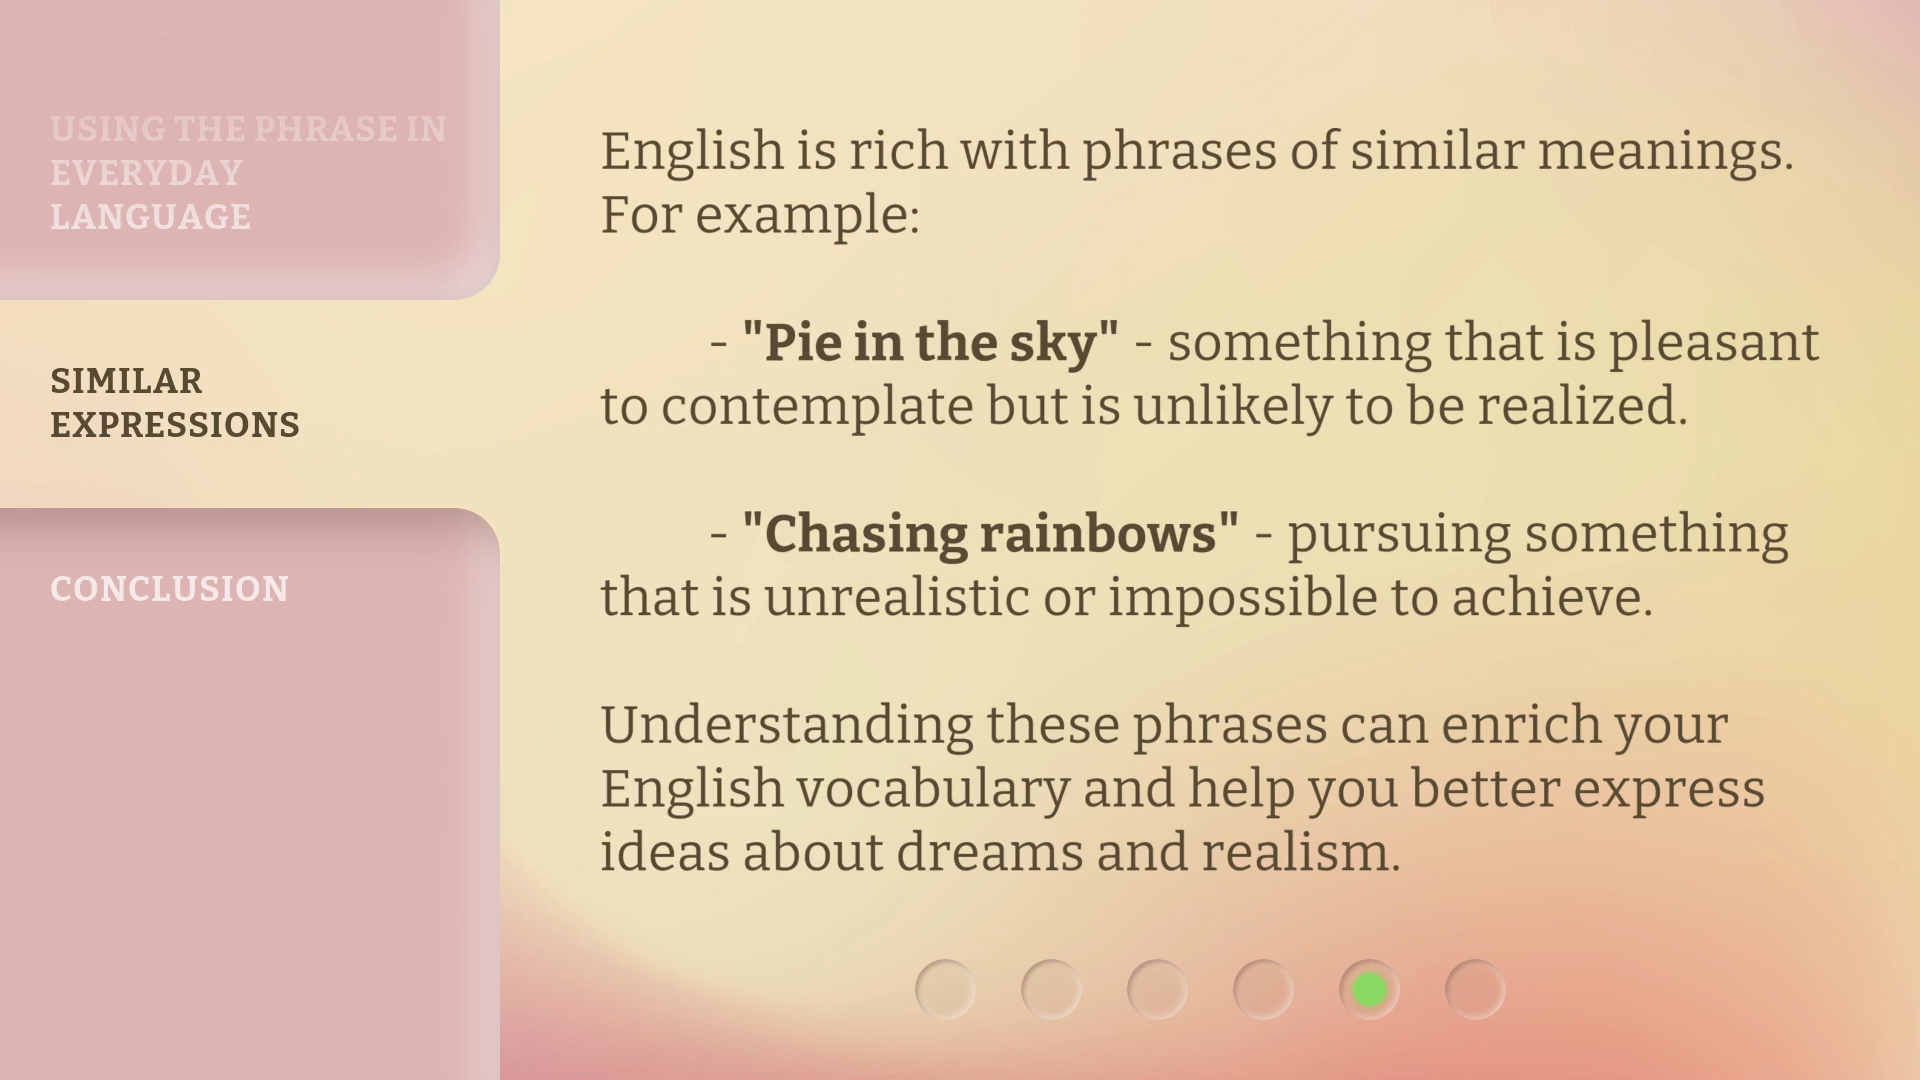 PHRASE
USING THE PHRASE IN
EVERYDAY
LANGUAGE
SIMILAR
EXPRESSIONS
CONCLUSION
English is rich with phrases of similar meanings.
For example:
- "Pie in the sky" - something that is pleasant
to contemplate but is unlikely to be realized.
- "Chasing rainbows" - pursuing something
that is unrealistic or impossible to achieve.
Understanding these phrases can enrich your
English vocabulary and help you better express
ideas about dreams and realism.